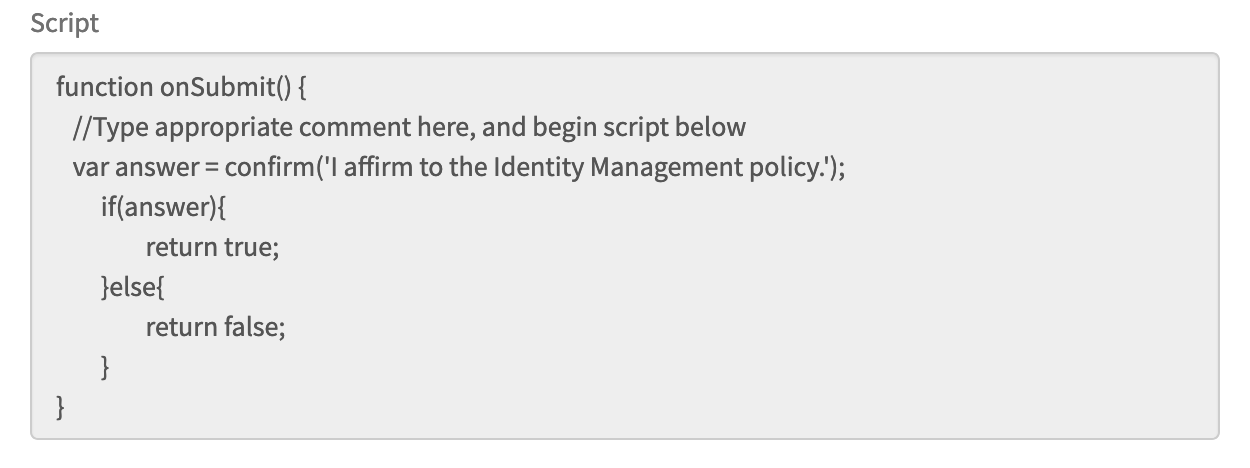 Script
function onSubmit() {
//Type appropriate comment here, and begin script below
var answer = confirm('I affirm to the Identity Management policy.');
if(answer){
return true;
}else{
return false;
}
}